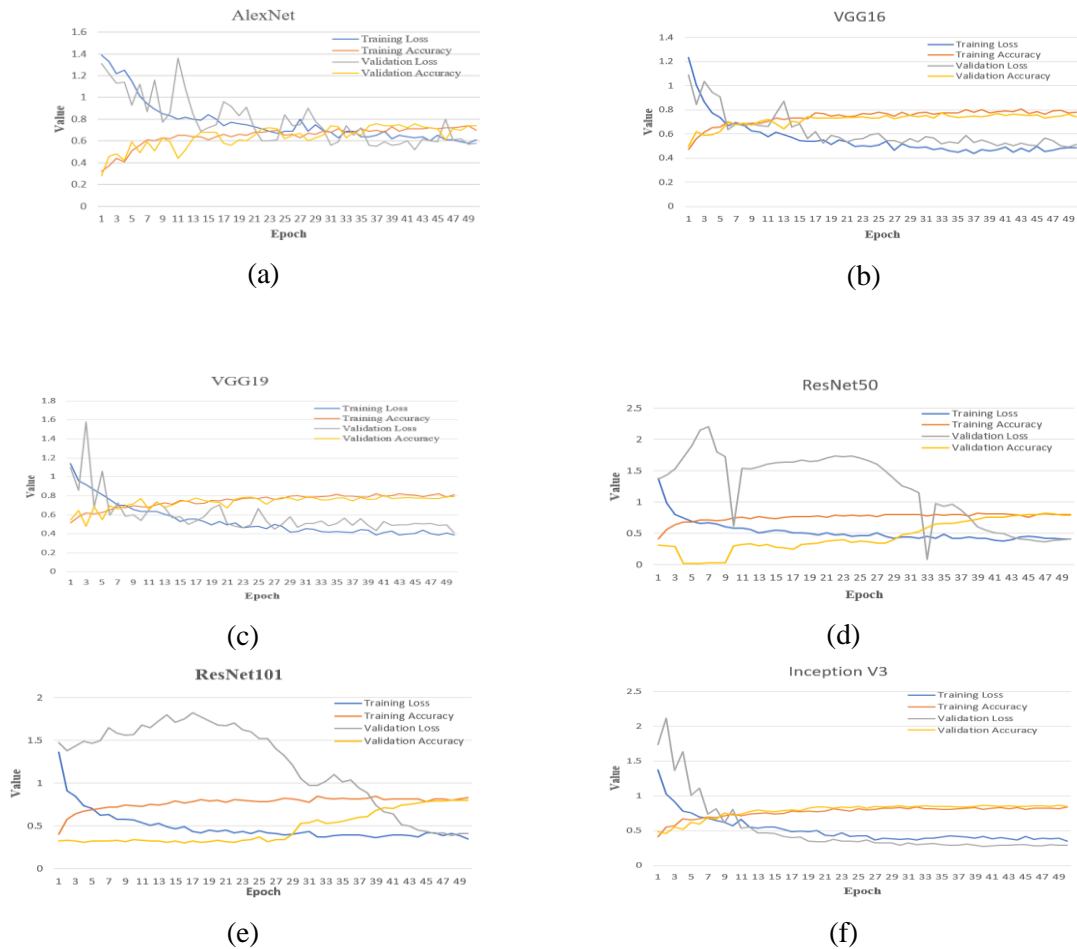 AlexNet
1.6
1.4
1.2
1
0.8
0.6
0.4
0.2
0
Value
Training Loss
Training Accuracy
Validation Loss
Validation Accuracy
1 3 5 7 9 11 13 15 17 19 21 23 25 27 29 31 33 35 37 39 41 43 45 47 49
Epoch
(a)
VGG16
1.4
1.2
1
0.8
0.6
0.4
0.2
0
Value
Training Loss
Training Accuracy
Validation Loss
Validation Accuracy
1 3 5 7 9 11 13 15 17 19 21 23 25 27 29 31 33 35 37 39 41 43 45 47 49
Epoch
(b)
VGG19
1.8
1.6
1.4
1.2
1
0.8
0.6
0.4
0.2
0
Value
Training Loss
Training Accuracy
Validation Loss
Validation Accuracy
1 3 5 7 9 11 13 15 17 19 21 23 25 27 29 31 33 35 37 39 41 43 45 47 49
Epoch
(c)
ResNet50
2.5
2
1.5
1
0.5
0
Value
Training Loss
Training Accuracy
Validation Loss
Validation Accuracy
1 3 5 7 9 11 13 15 17 19 21 23 25 27 29 31 33 35 37 39 41 43 45 47 49
Epoch
(d)
ResNet101
2
1.5
1
0.5
0
Value
Training Loss
Training Accuracy
Validation Loss
Validation Accuracy
1 3 5 7 9 11 13 15 17 19 21 23 25 27 29 31 33 35 37 39 41 43 45 47 49
Epoch
(e)
Inception V3
2.5
2
1.5
1
0.5
0
Value
Training Loss
Training Accuracy
Validation Loss
Validation Accuracy
1 3 5 7 9 11 13 15 17 19 21 23 25 27 29 31 33 35 37 39 41 43 45 47 49
Epoch
(f)